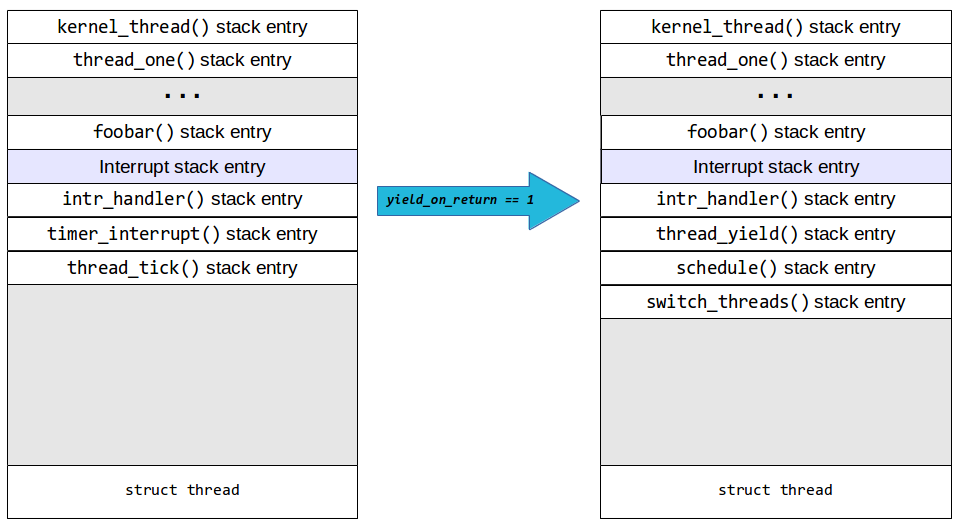 kernel_thread() stack entry
thread_one() stack entry
...
foobar() stack entry
Interrupt stack entry
intr_handler() stack entry
timer_interrupt() stack entry
thread_tick() stack entry
struct thread
yield_on_return == 1
kernel_thread() stack entry
thread_one() stack entry
...
foobar() stack entry
Interrupt stack entry
intr_handler() stack entry
thread_yield() stack entry
schedule() stack entry
switch_threads() stack entry
struct thread